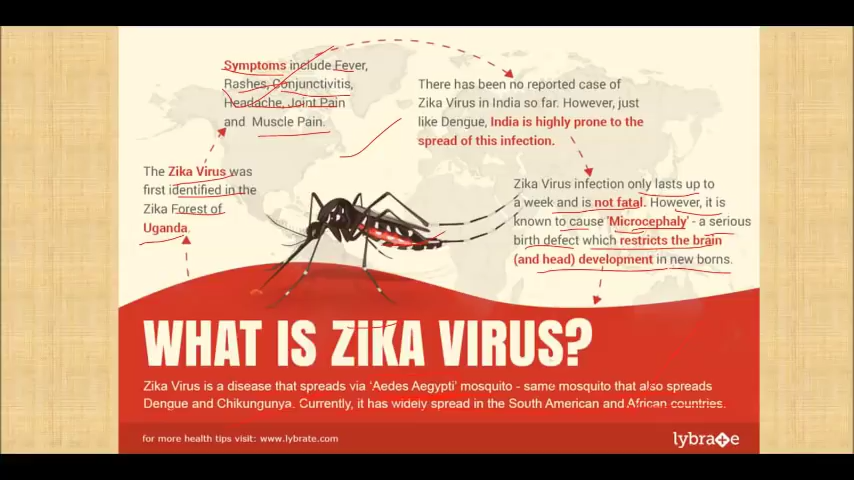 Symptoms include Fever,
Rashes, Conjunctivitis,
Headache, Joint Pain
and Muscle Pain.
There has been no reported case of
Zika Virus in India so far. However, just
like Dengue, India is highly prone to the
spread of this infection.
The Zika Virus was
first identified in the
Zika Forest of
Uganda.
Zika Virus infection only lasts up to
a week and is not fatal. However, it is
known to cause 'Microcephaly' - a serious
birth defect which restricts the brain
(and head) development in new borns.
WHAT IS ZIKA VIRUS?
Zika Virus is a disease that spreads via 'Aedes Aegypti' mosquito - same mosquito that also spreads
Dengue and Chikungunya. Currently, it has widely spread in the South American and African countries.
for more health tips visit: www.lybrate.com
lybrate